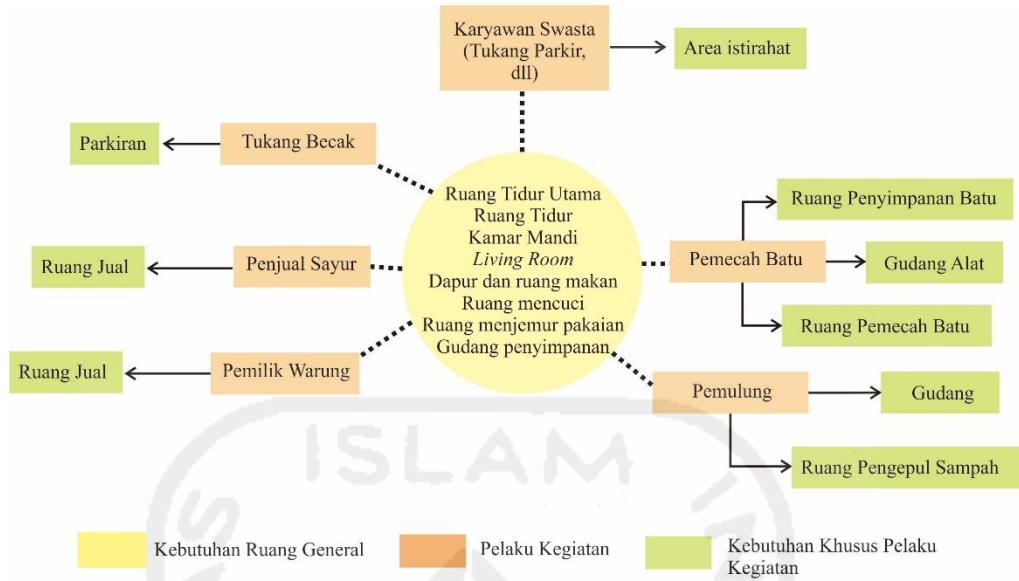 Karyawan Swasta
(Tukang Parkir,
dll)
Area istirahat
Parkiran
Tukang Becak
Ruang Tidur Utama
Ruang Tidur
Kamar Mandi
Living Room
Dapur dan ruang makan
Ruang mencuci
Ruang menjemur pakaian
Gudang penyimpanan
Ruang Penyimpanan Batu
Ruang Jual
Penjual Sayur
Pemecah Batu
Gudang Alat
Ruang Pemecah Batu
Ruang Jual
Pemilik Warung
Pemulung
Gudang
Ruang Pengepul Sampah
ISLAM
Kebutuhan Ruang General
Pelaku Kegiatan
Kebutuhan Khusus Pelaku
Kegiatan